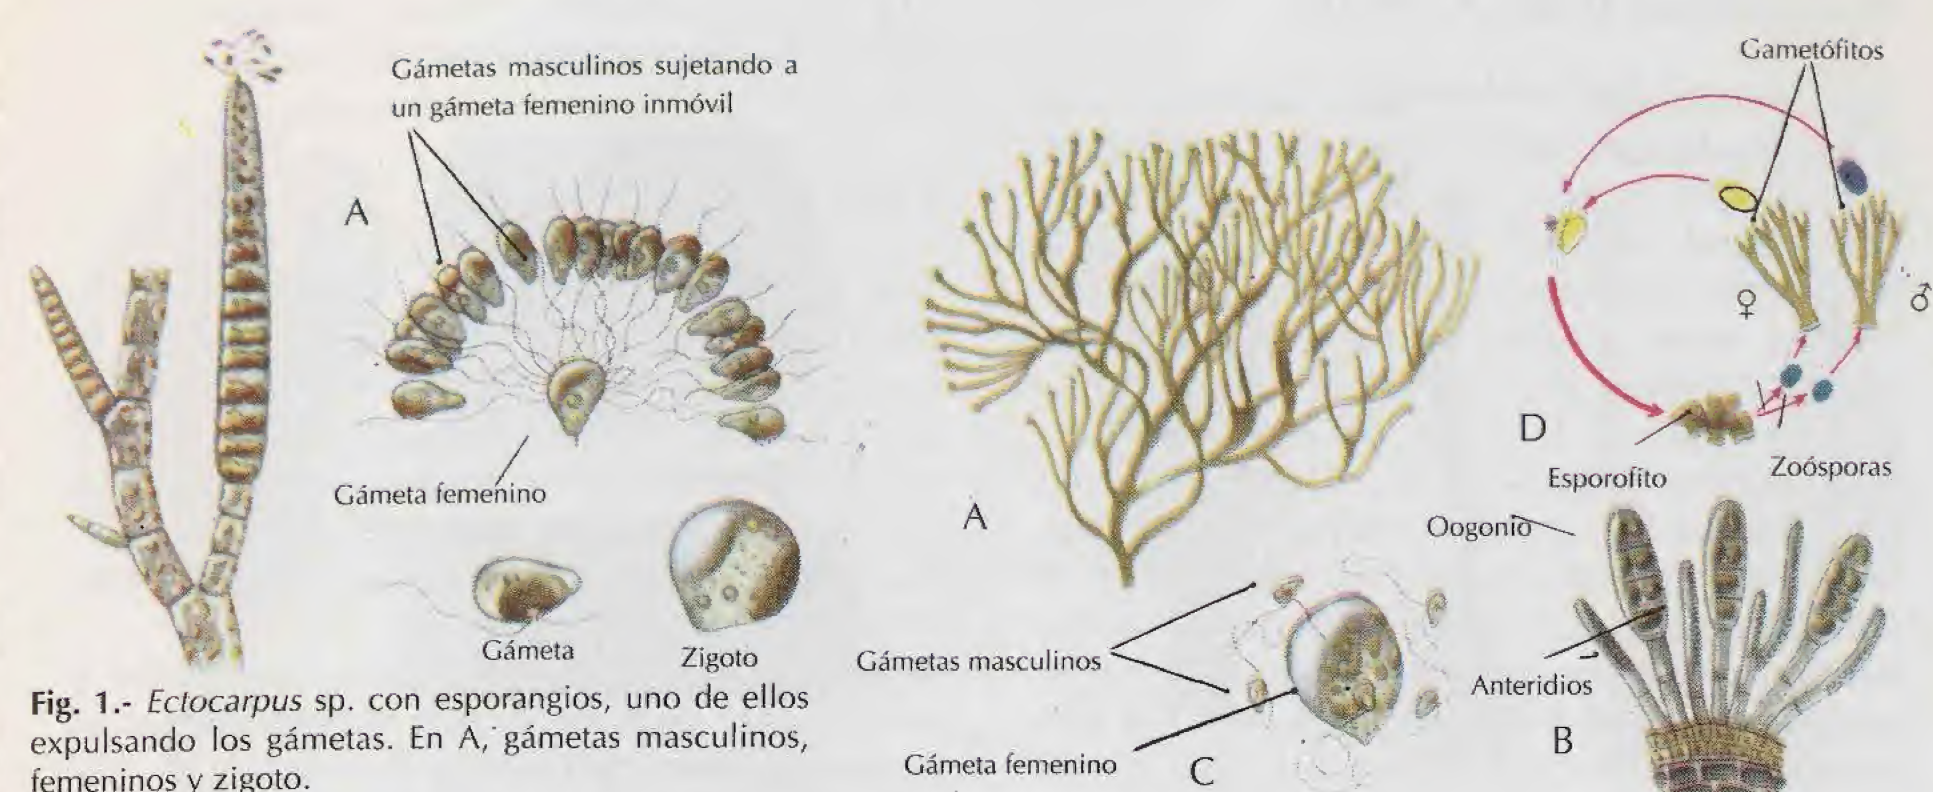 Gámetas masculinos sujetando a
un gámeta femenino inmóvil
A
Gámeta femenino
Gámeta
Zigoto
Fig. 1.- Ectocarpus sp. con esporangios, uno de ellos
expulsando los gámetas. En A, gámetas masculinos,
femeninos y zigoto.
A
Gámetas masculinos
Gámeta femenino
C
Gametófitos
♀
♂
D
Esporofito
Zoósporas
Oogonio
Anteridios
B